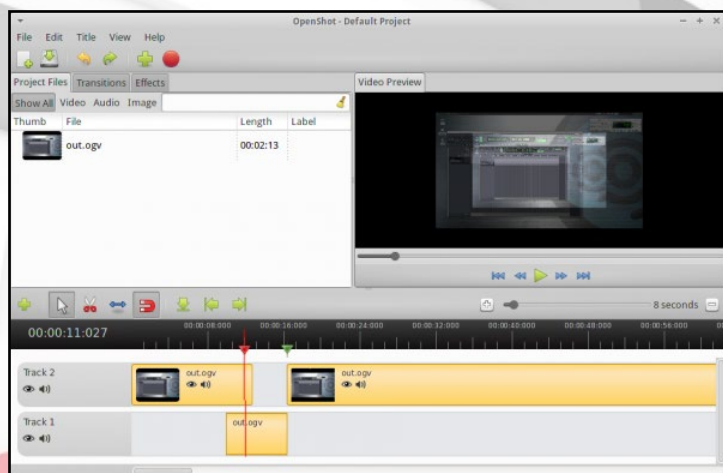 OpenShot - Default Project
File Edit Title View Help
Project Files Transitions Effects
Video Preview
Show All Video Audio Image
Thumb File Length Label
out.ogv 00:02:13
8 seconds
00:00:11:027
00:00:08:000 00:00:16:000 00:00:24:000 00:00:32:000 00:00:40:000 00:00:48:000 00:00:56:000
Track 2
out.ogv
out.ogv
Track 1
out.ogv